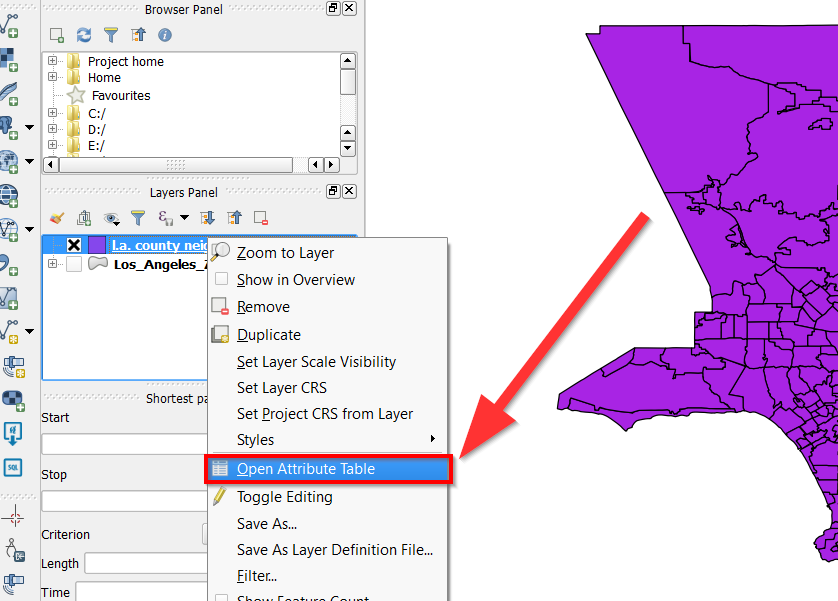 Browser Panel
Project home
Home
Favourites
C:/
D:/
E:/
Layers Panel
l.a. county neig
Los_Angeles_
Zoom to Layer
Show in Overview
Remove
Duplicate
Set Layer Scale Visibility
Set Layer CRS
Set Project CRS from Layer
Styles
Open Attribute Table
Toggle Editing
Save As...
Save As Layer Definition File...
Filter...
Show Feature Count
Shortest pa
Start
Stop
Criterion
Length
Time
SQL